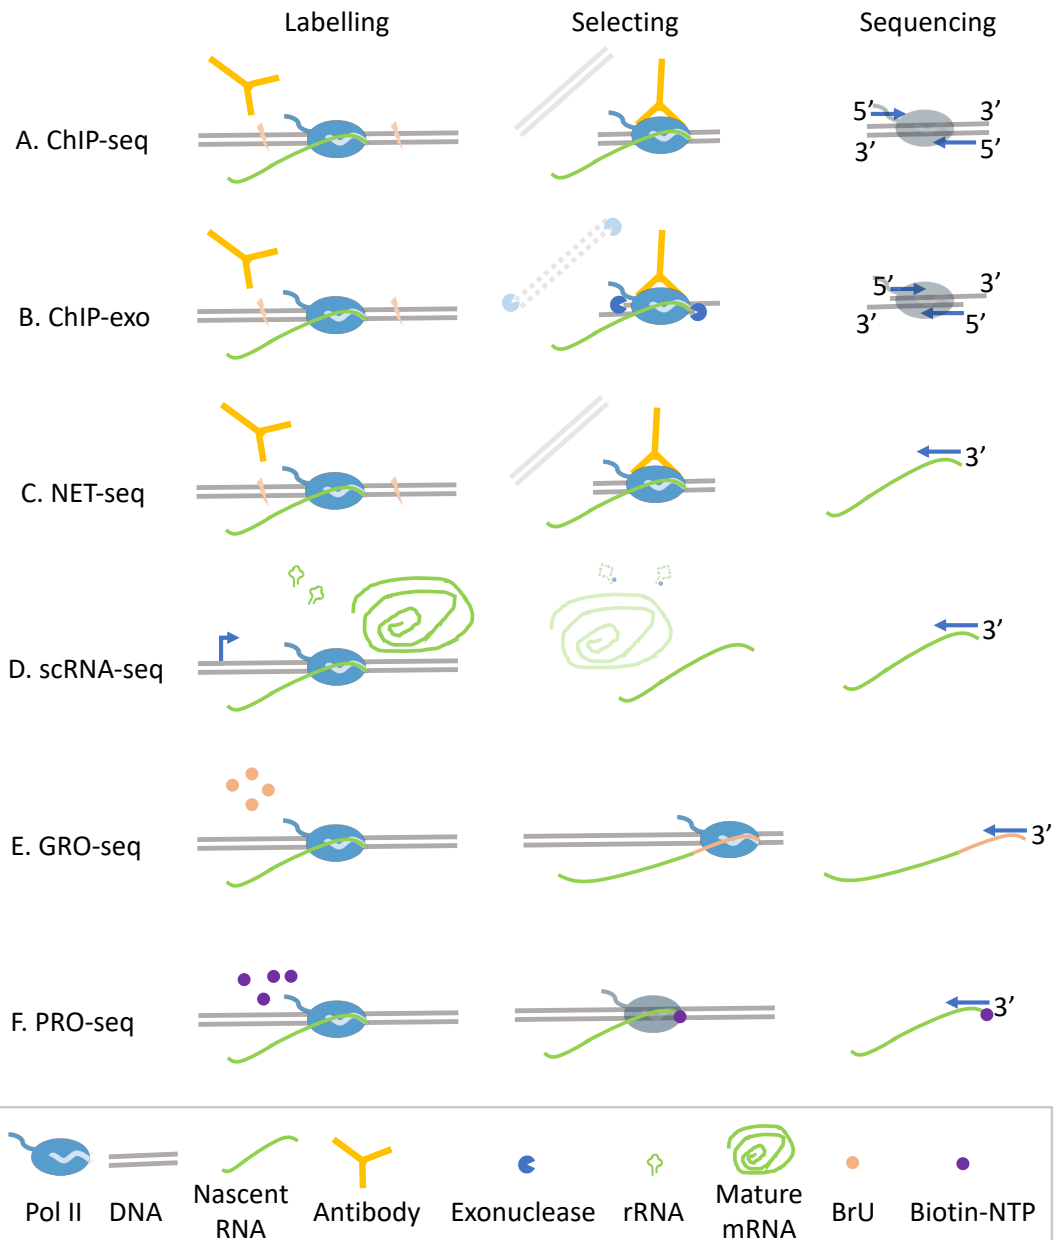 Labelling Selecting Sequencing
A. ChIP-seq
5’ 3’
3’ 5’
B. ChIP-exo
5’ 3’
3’ 5’
C. NET-seq
3’
D. scRNA-seq
3’
E. GRO-seq
3’
F. PRO-seq
3’
Pol II DNA Nascent RNA Antibody Exonuclease rRNA Mature mRNA BrU Biotin-NTP